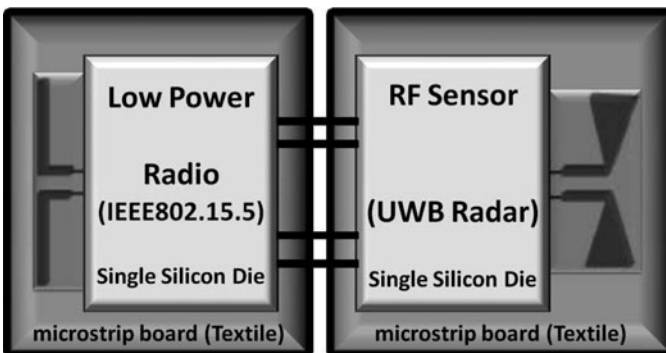 Low Power
Radio
(IEEE802.15.5)
Single Silicon Die
microstrip board (Textile)
RF Sensor
(UWB Radar)
Single Silicon Die
microstrip board (Textile)